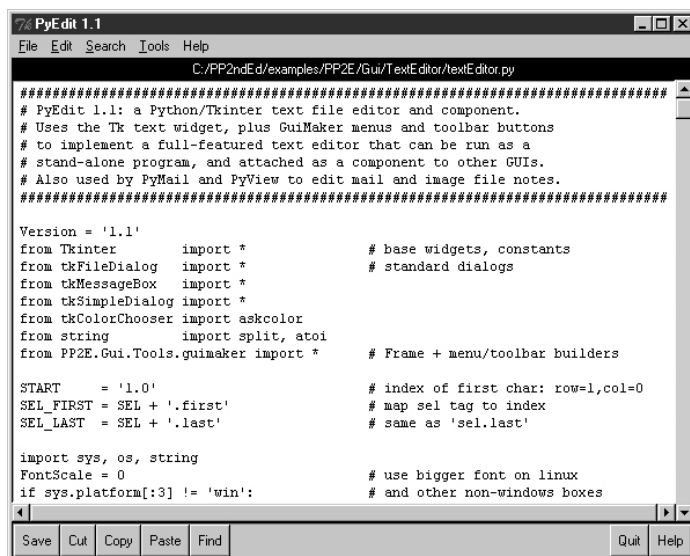 PyEdit 1.1
File Edit Search Tools Help
C:/PP2ndEd/examples/PP2E/Gui/TextEditor/textEditor.py
################################################################################
# PyEdit 1.1: a Python/Tkinter text file editor and component.
# Uses the Tk text widget, plus GuiMaker menus and toolbar buttons
# to implement a full-featured text editor that can be run as a
# stand-alone program, and attached as a component to other GUIs.
# Also used by PyMail and PyView to edit mail and image file notes.
################################################################################
Version = '1.1'
from Tkinter        import *              # base widgets, constants
from tkFileDialog   import *              # standard dialogs
from tkMessageBox   import *
from tkSimpleDialog import *
from tkColorChooser import askcolor
from string         import split, atoi
from PP2E.Gui.Tools.guimaker import *     # Frame + menu/toolbar builders
START     = '1.0'                         # index of first char: row=1,col=0
SEL_FIRST = SEL + '.first'                # map sel tag to index
SEL_LAST  = SEL + '.last'                 # same as 'sel.last'
import sys, os, string
FontScale = 0                             # use bigger font on linux
if sys.platform[:3] != 'win':             # and other non-windows boxes
Save Cut Copy Paste Find Quit Help